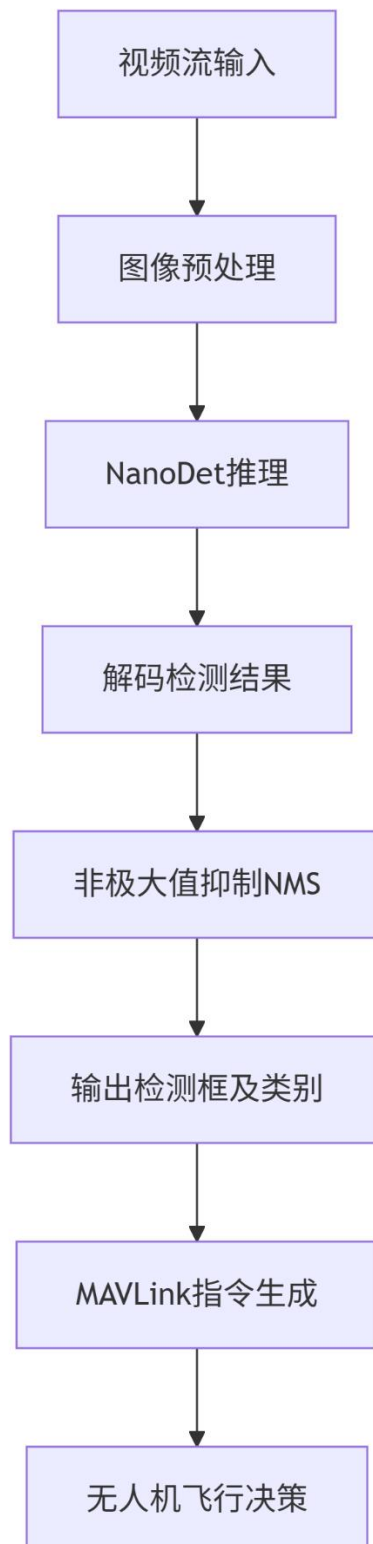 视频流输入
图像预处理
NanoDet推理
解码检测结果
非极大值抑制NMS
输出检测框及类别
MAVLink指令生成
无人机飞行决策